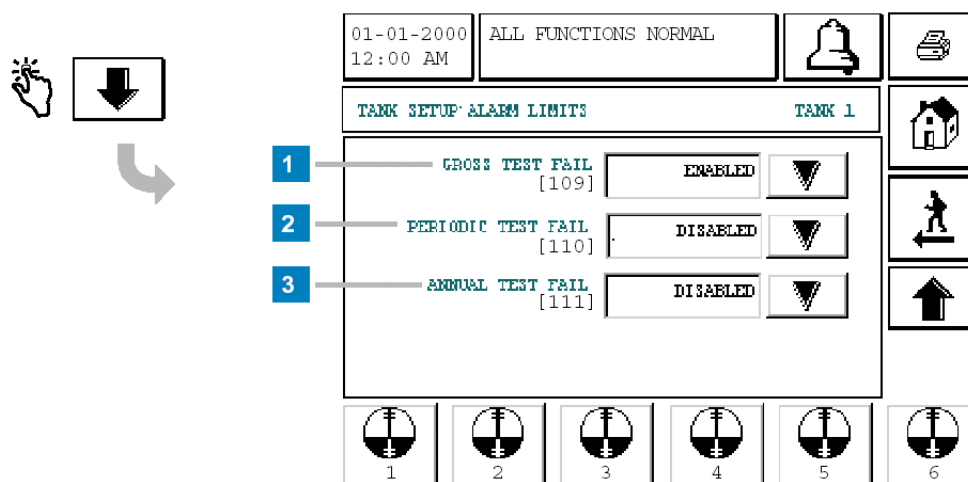 01-01-2000
12:00 AM
ALL FUNCTIONS NORMAL
TANK SETUP-ALARM LIMITS
TANK 1
1
GROSS TEST FAIL
[109]
ENABLED
2
PERIODIC TEST FAIL
[110]
DISABLED
3
ANNUAL TEST FAIL
[111]
DISABLED
1
2
3
4
5
6